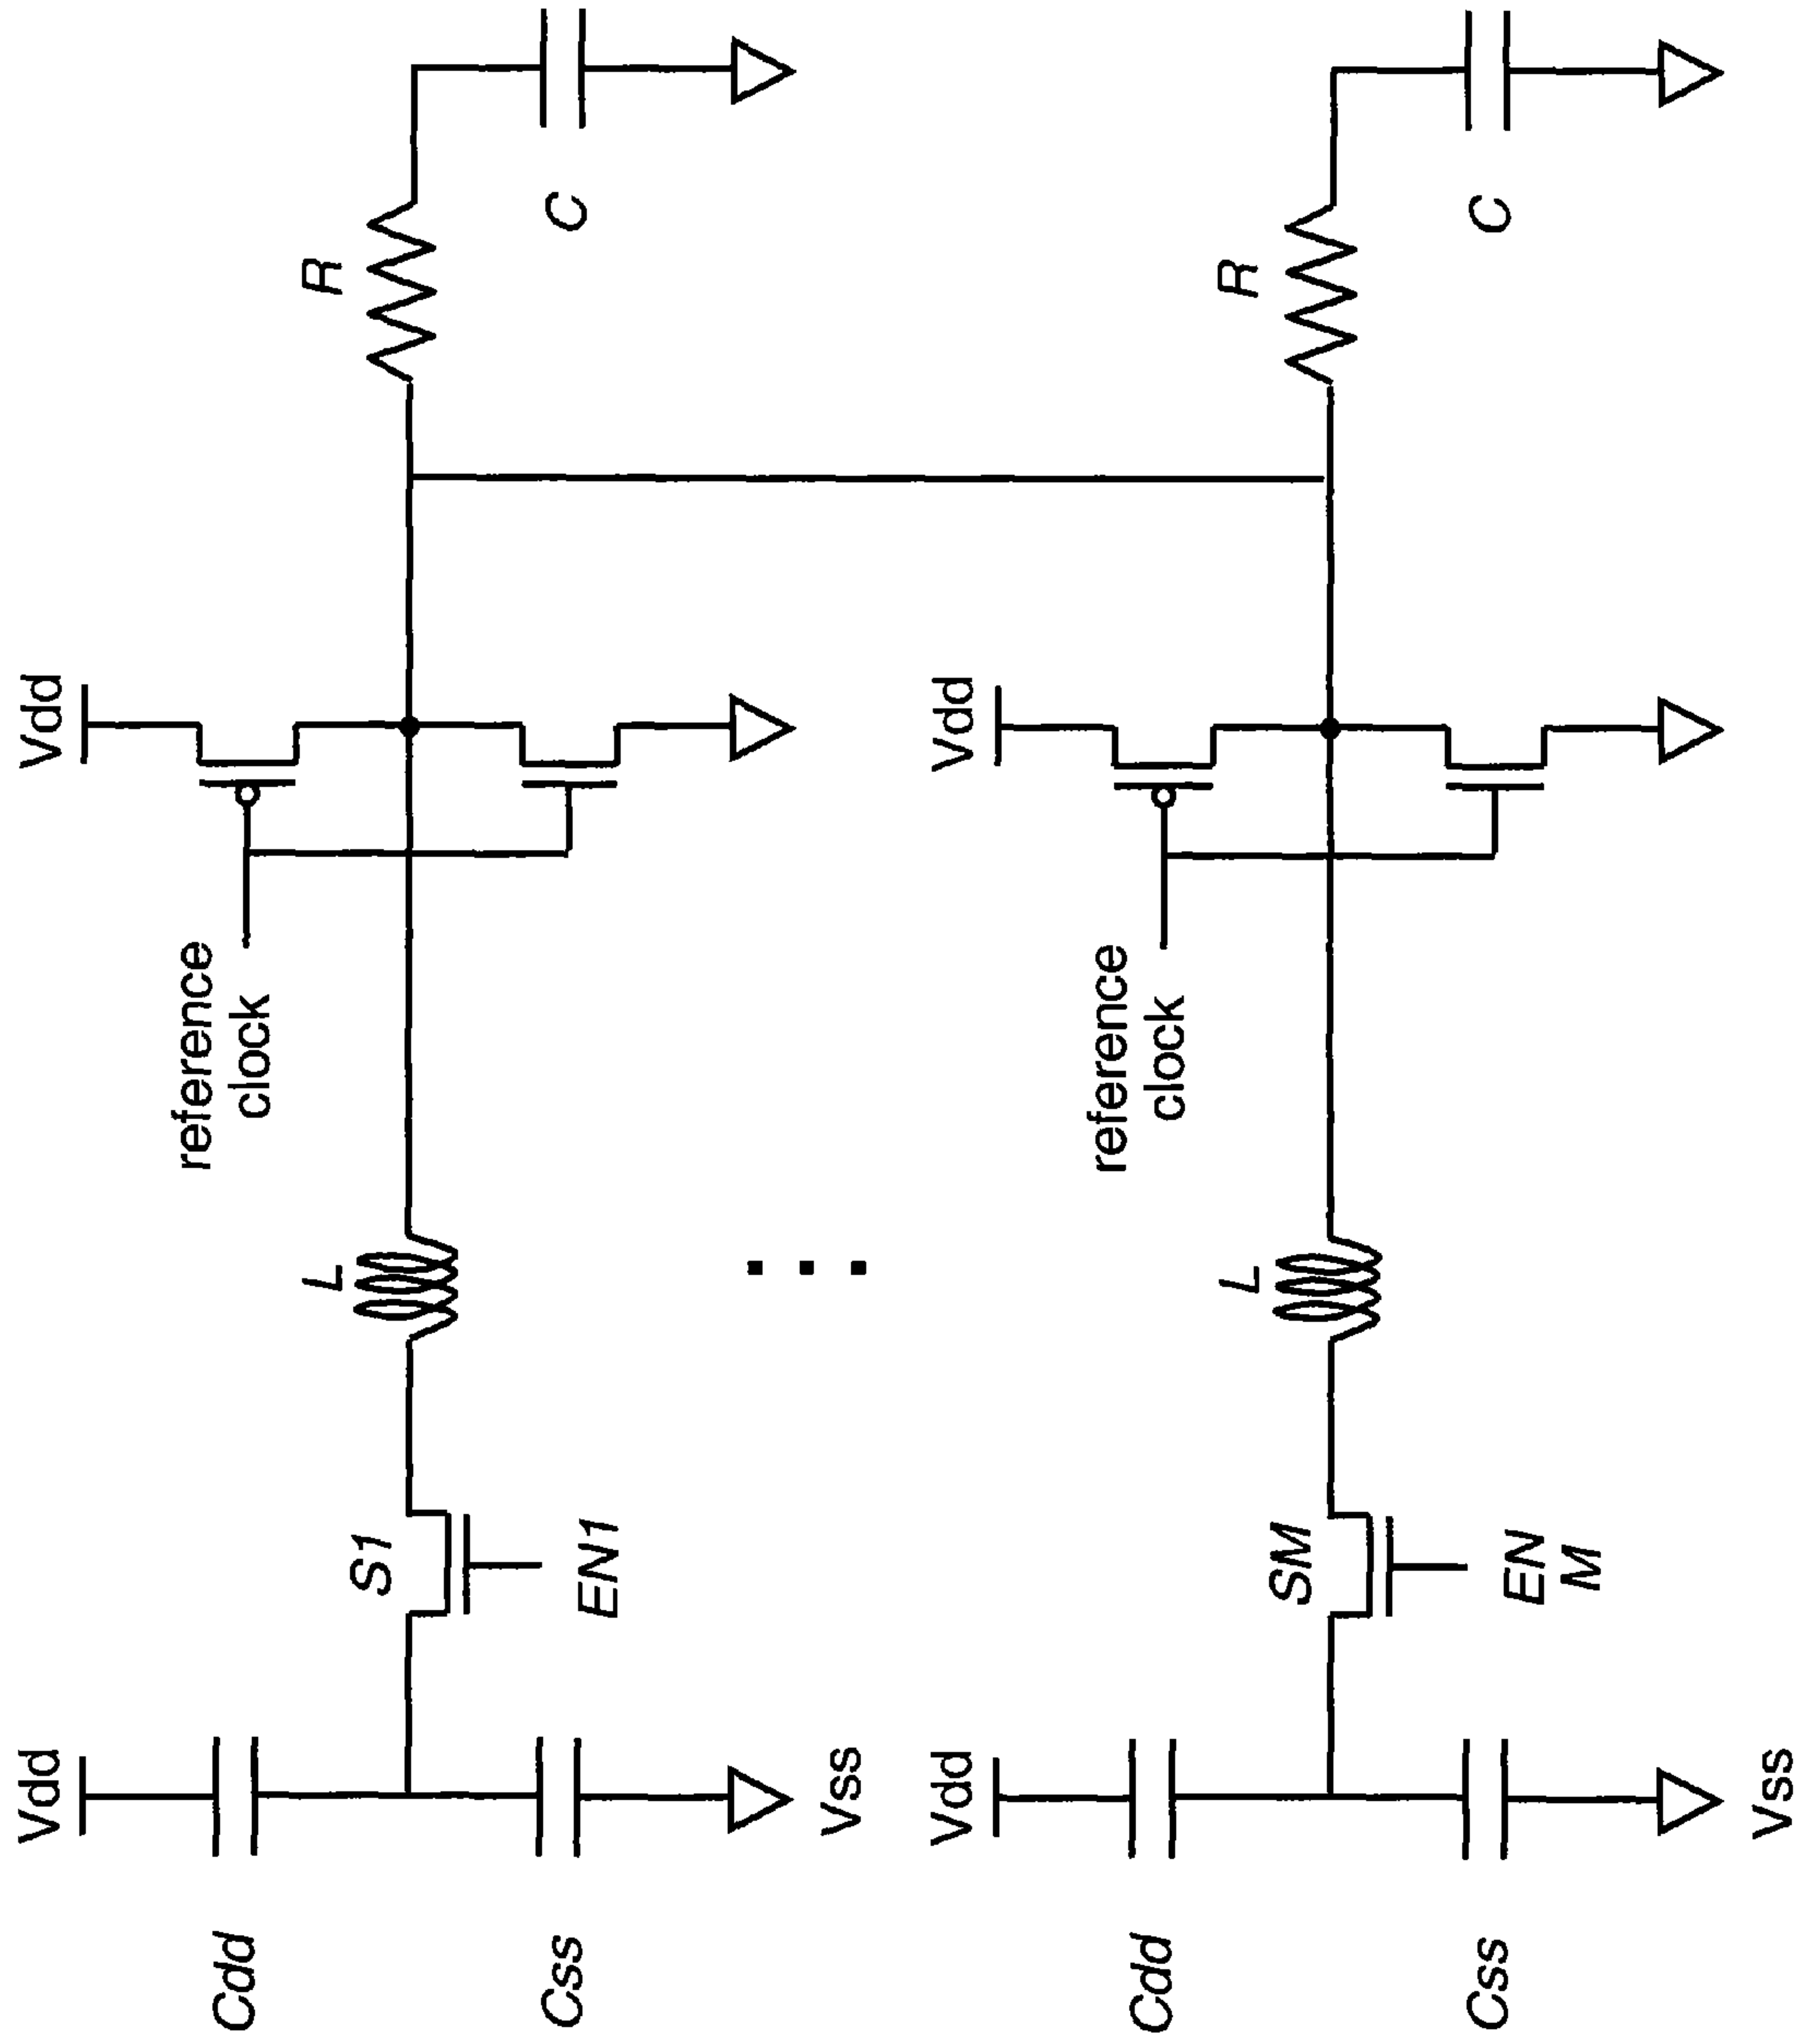 Vdd
Vdd
reference
clock
Cdd
L
R
S1
Css
EN1
C
Vss
...
Vdd
Vdd
reference
clock
Cdd
L
R
SM
Css
EN
M
C
Vss